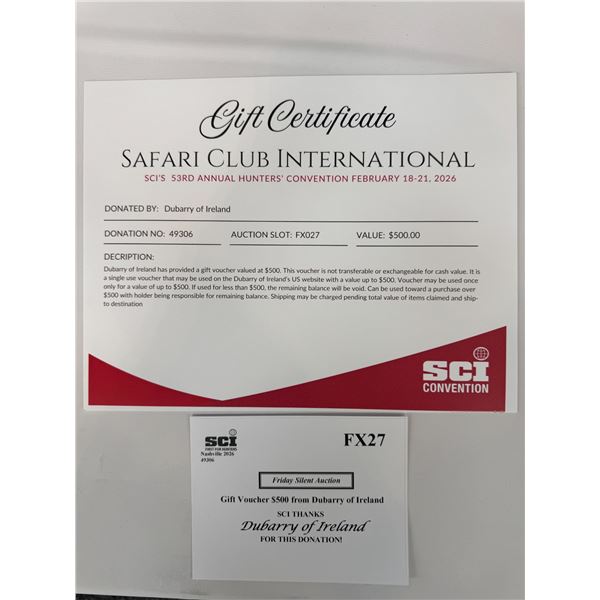 Gift Certificate
SAFARI CLUB INTERNATIONAL
SCI'S 53RD ANNUAL HUNTERS' CONVENTION FEBRUARY 18-21, 2026
DONATED BY: Dubarry of Ireland
DONATION NO: 49306 AUCTION SLOT: FX027 VALUE: $500.00
DECRIPTION:
Dubarry of Ireland has provided a gift voucher valued at $500. This voucher is not transferable or exchangeable for cash value. It is
a single use voucher that may be used on the Dubarry of Ireland's US website with a value up to $500. Voucher may be used once
only for a value of up to $500. If used for less than $500, the remaining balance will be void. Can be used toward a purchase over
$500 with holder being responsible for remaining balance. Shipping may be charged pending total value of items claimed and ship-
to destination
SCI
CONVENTION
SCI
FIRST FOR HUNTERS
Nashville 2026
49306
FX27
Friday Silent Auction
Gift Voucher $500 from Dubarry of Ireland
SCI THANKS
Dubarry of Ireland
FOR THIS DONATION!